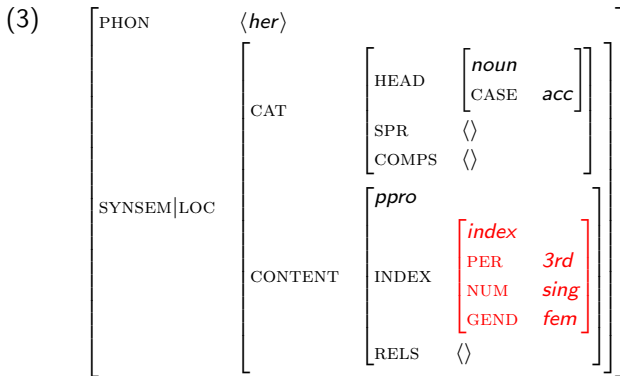 (3)
PHON ⟨her⟩
noun
HEAD
CASE acc
CAT
SPR ⟨⟩
COMPS ⟨⟩
SYNSEM|LOC
ppro
index
PER 3rd
INDEX
CONTENT
NUM sing
GEND fem
RELS ⟨⟩